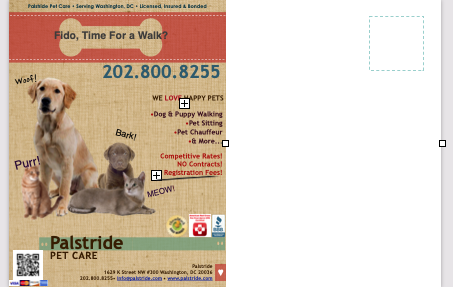 Palstride Pet Care • Serving Washington, DC • Licensed, Insured & Bonded
Fido, Time For a Walk?
202.800.8255
Woof!
WE LOVE HAPPY PETS
•Dog & Puppy Walking
•Pet Sitting
•Pet Chauffeur
•& More...
Bark!
Purr!
Competitive Rates!
NO Contracts!
Registration Fees!
MEOW!
Palstride
PET CARE
Palstride
1629 K Street NW #300 Washington, DC 20036
202.800.8255• info@palstride.com • www.palstride.com